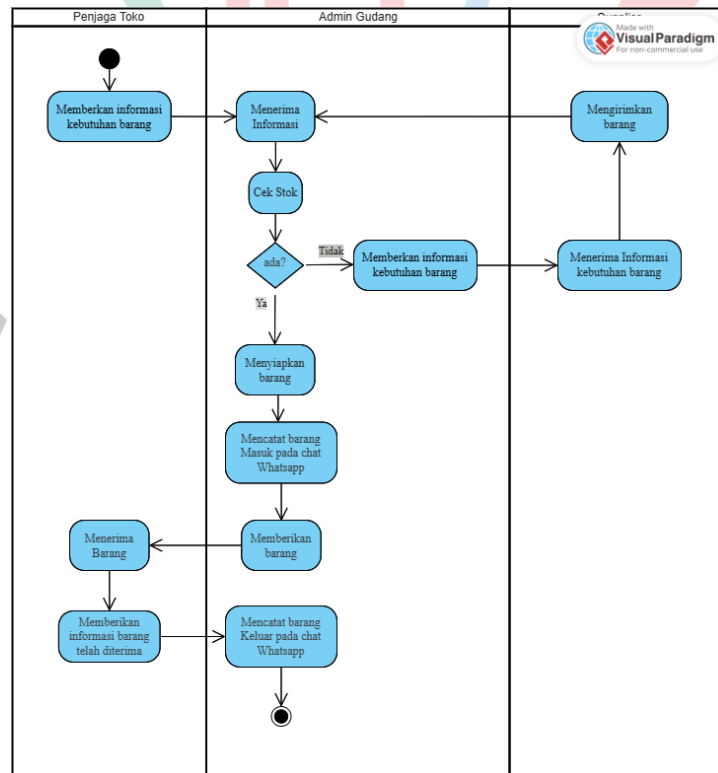 Penjaga Toko
Admin Gudang
Made with
Visual Paradigm
For non-commercial use
Memberkan informasi
kebutuhan barang
Menerima
Informasi
Mengirimkan
barang
Cek Stok
ada?
Tidak
Memberkan informasi
kebutuhan barang
Menerima Informasi
kebutuhan barang
Ya
Menyiapkan
barang
Mencatat barang
Masuk pada chat
Whatsapp
Menerima
Barang
Memberikan
barang
Memberikan
informasi barang
telah diterima
Mencatat barang
Keluar pada chat
Whatsapp